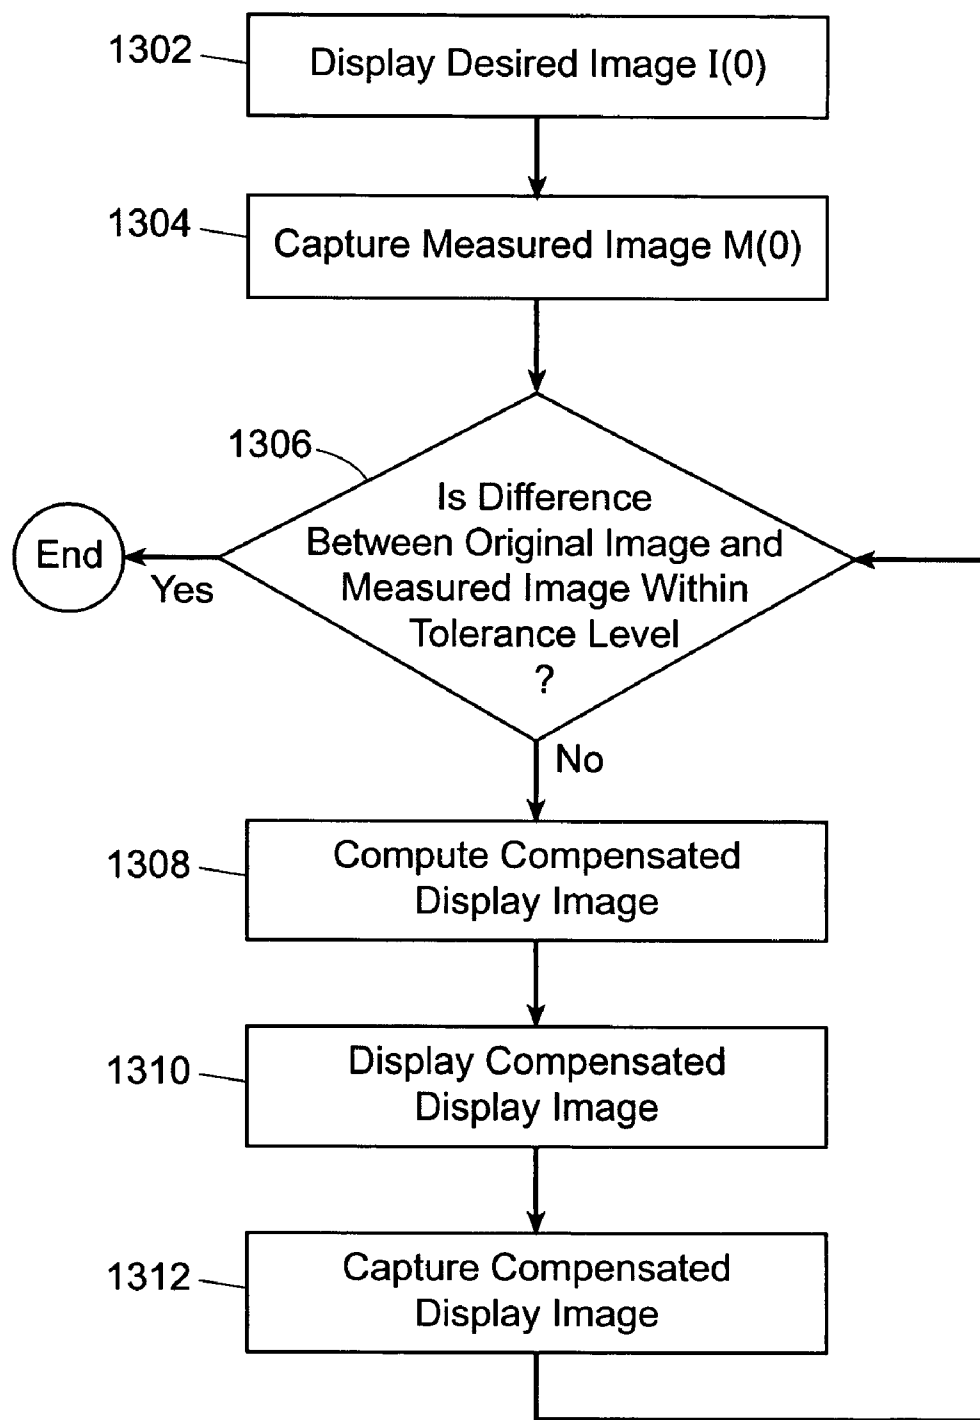 1302
Display Desired Image I(0)
1304
Capture Measured Image M(0)
1306
Is Difference
Between Original Image and
Measured Image Within
Tolerance Level
?
End
Yes
No
1308
Compute Compensated
Display Image
1310
Display Compensated
Display Image
1312
Capture Compensated
Display Image